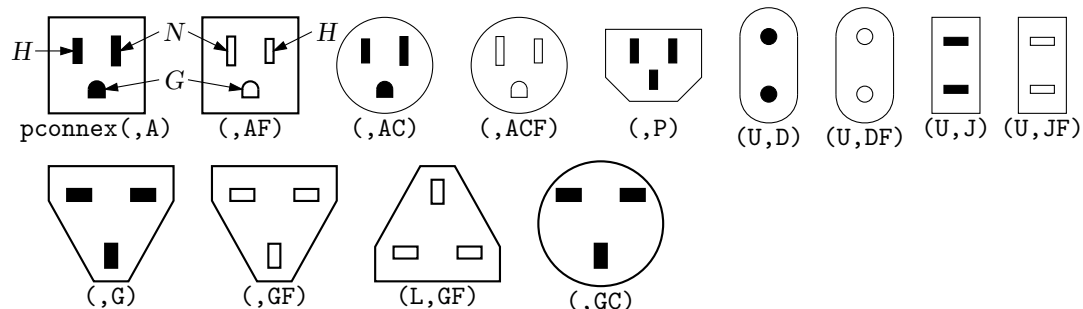 H N H
G
pconnex(,A) (,AF) (,AC) (,ACF) (,P) (U,D) (U,DF) (U,J) (U,JF)
(,G) (,GF) (L,GF) (,GC)